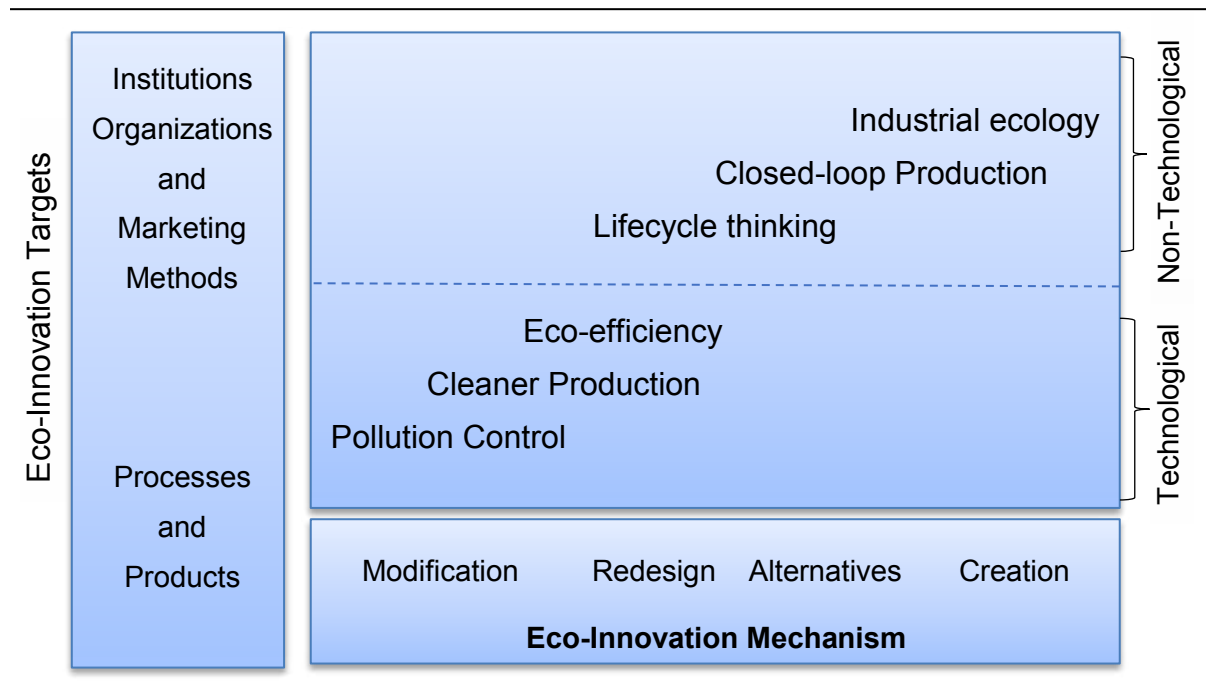 Eco-Innovation Targets
Institutions
Organizations
and
Marketing
Methods
Processes
and
Products
Industrial ecology
Closed-loop Production
Lifecycle thinking
Eco-efficiency
Cleaner Production
Pollution Control
Non-Technological
Technological
Modification Redesign Alternatives Creation
Eco-Innovation Mechanism